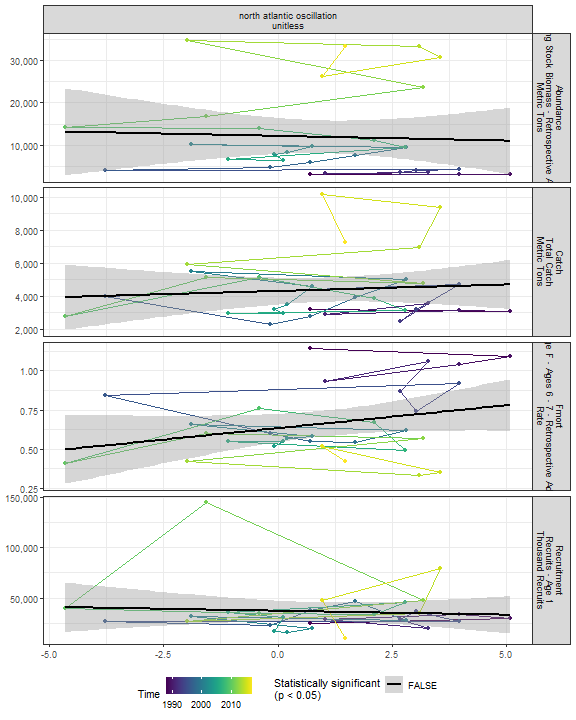 north atlantic oscillation
unitless
30,000
20,000
10,000
Abundance
Stock Biomass - Retrospective
Metric Tons
10,000
8,000
6,000
4,000
2,000
Catch
Total Catch
Metric Tons
1.00
0.75
0.50
0.25
Fmort
F - Ages 6 - 7 - Retrospective
Rate
150,000
100,000
50,000
Recruitment
Recruits - Age 1
Thousand Recruits
-5.0 -2.5 0.0 2.5 5.0
Time
1990 2000 2010
Statistically significant
(p < 0.05)
FALSE